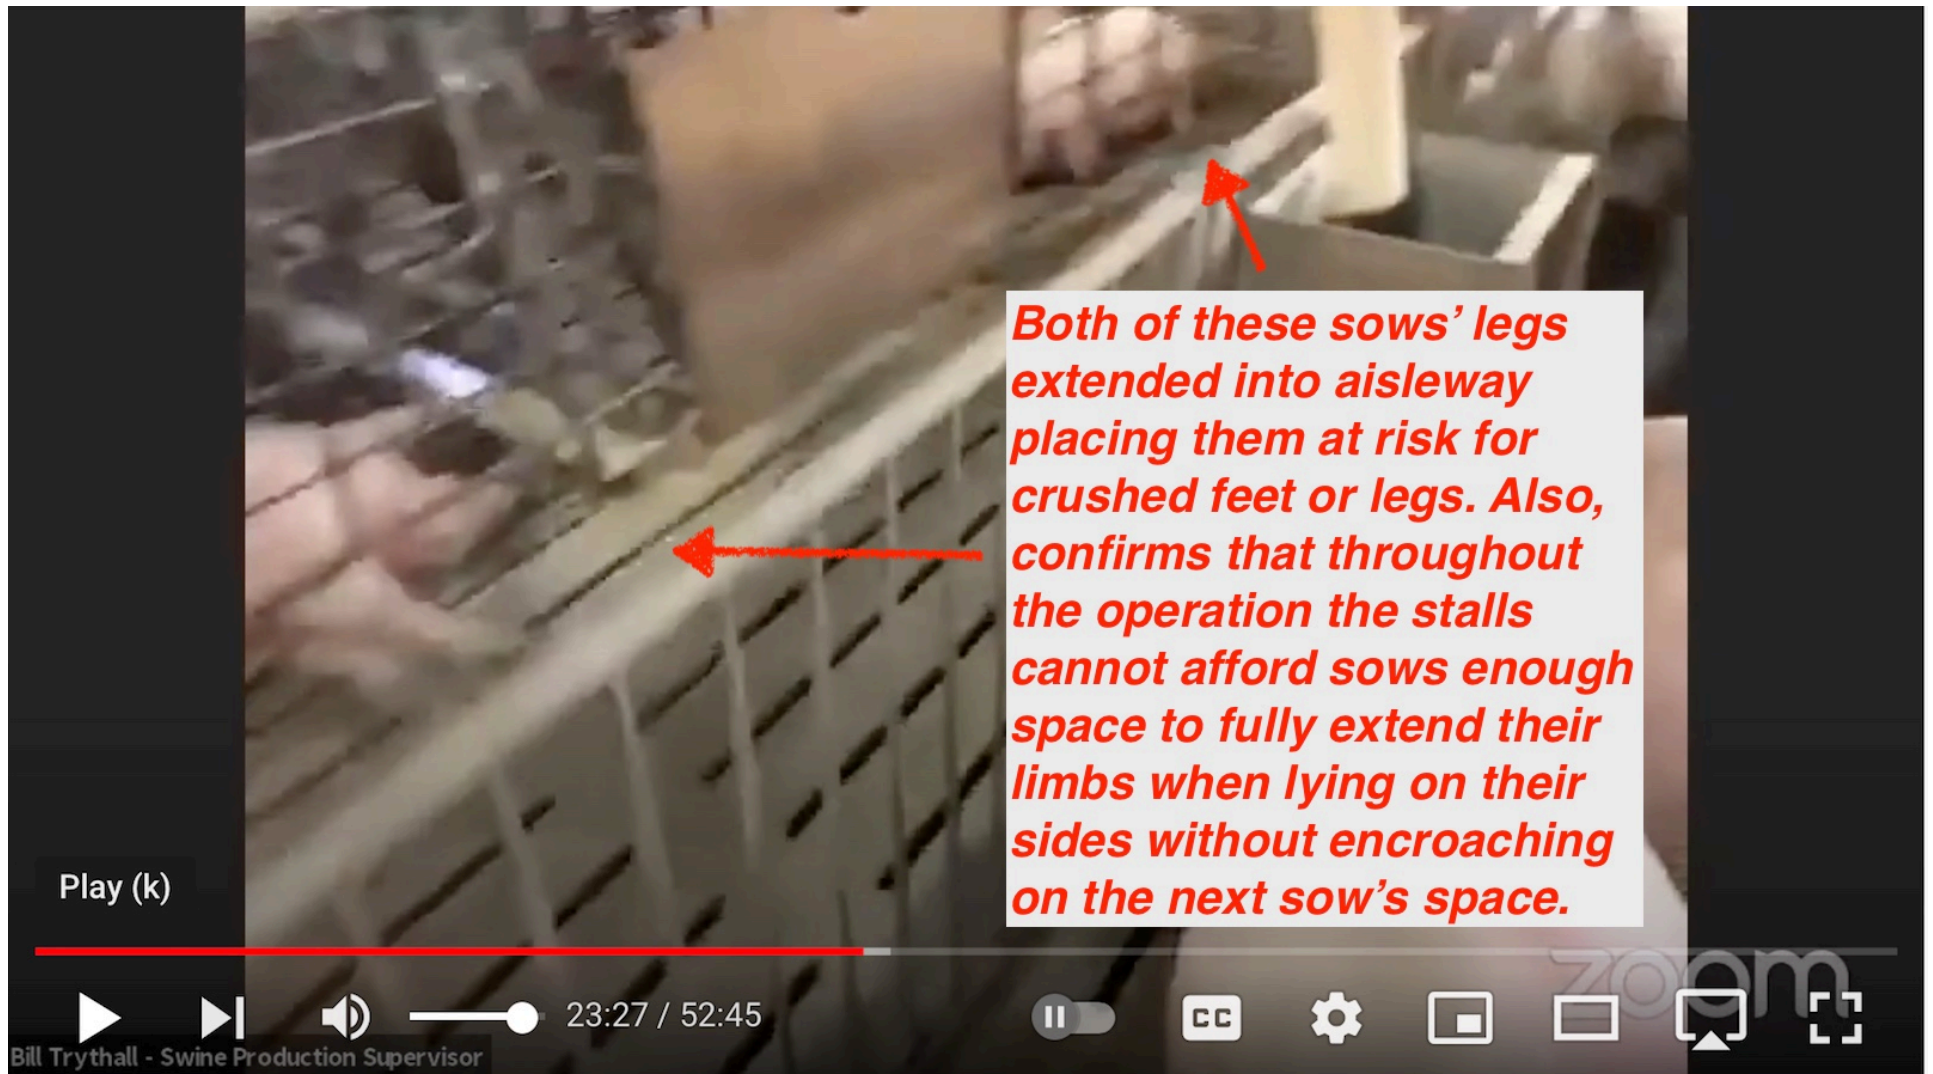 Both of these sows’ legs
extended into aisleway
placing them at risk for
crushed feet or legs. Also,
confirms that throughout
the operation the stalls
cannot afford sows enough
space to fully extend their
limbs when lying on their
sides without encroaching
on the next sow’s space.
Play (k)
zoom
23:27 / 52:45
CC
Bill Trythall - Swine Production Supervisor